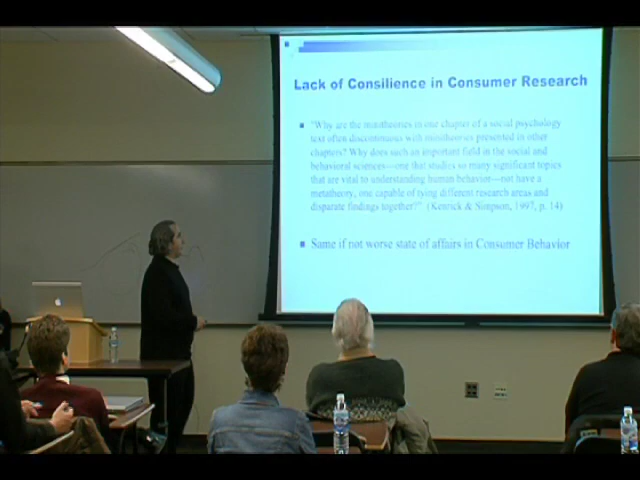 Lack of Consilience in Consumer Research
"Why are the minitheories in one chapter of a social psychology
text often discontinuous with minitheories presented in other
chapters? Why does such an important field in the social and
behavioral sciences—one that studies so many significant topics
that are vital to understanding human behavior—not have a
metatheory, one capable of tying different research areas and
disparate findings together?" (Kenrick & Simpson, 1997, p. 14)
Same if not worse state of affairs in Consumer Behavior